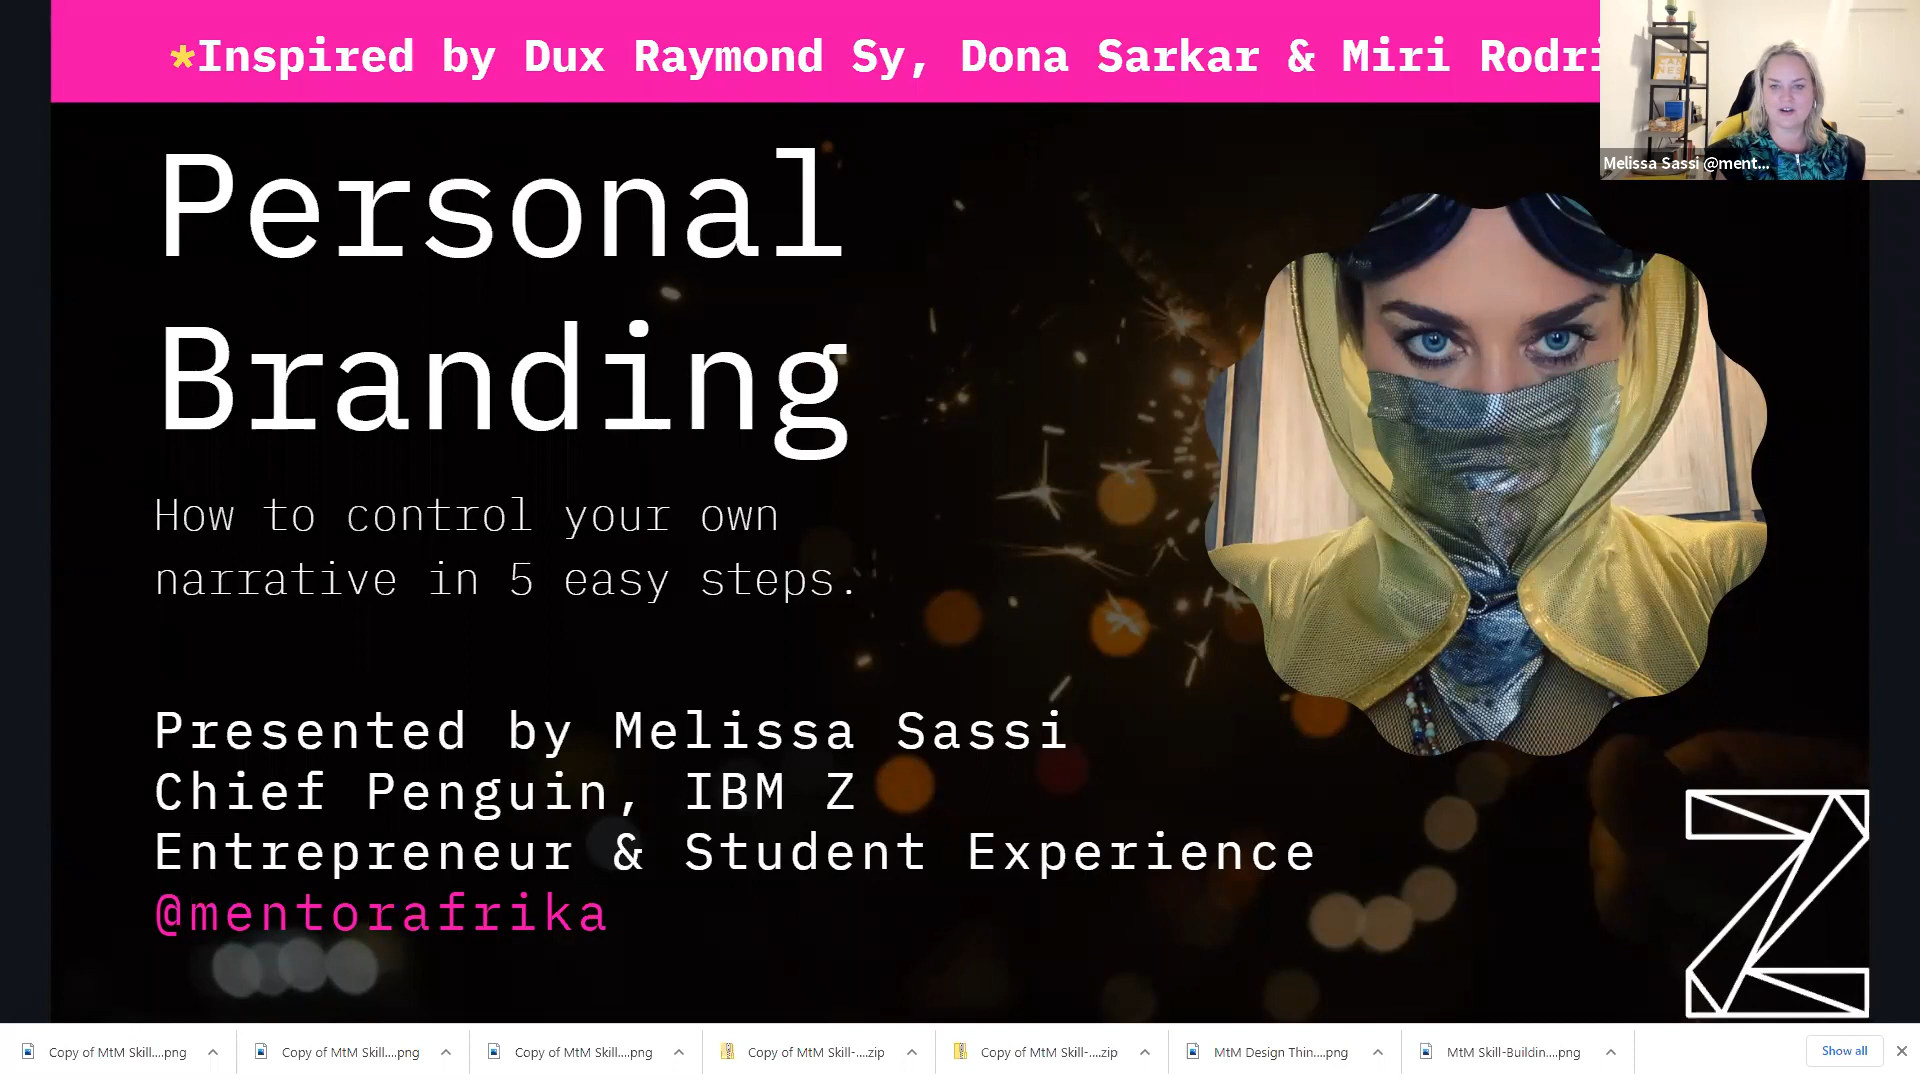 *Inspired by Dux Raymond Sy, Dona Sarkar & Miri Rodri
Melissa Sassi @ment...
Personal
Branding
How to control your own
narrative in 5 easy steps.
Presented by Melissa Sassi
Chief Penguin, IBM Z
Entrepreneur & Student Experience
@mentorafrika
Z
Copy of MtM Skill....png
Copy of MtM Skill....png
Copy of MtM Skill....png
Copy of MtM Skill-....zip
Copy of MtM Skill-....zip
MtM Design Thin....png
MtM Skill-Buildin....png
Show all